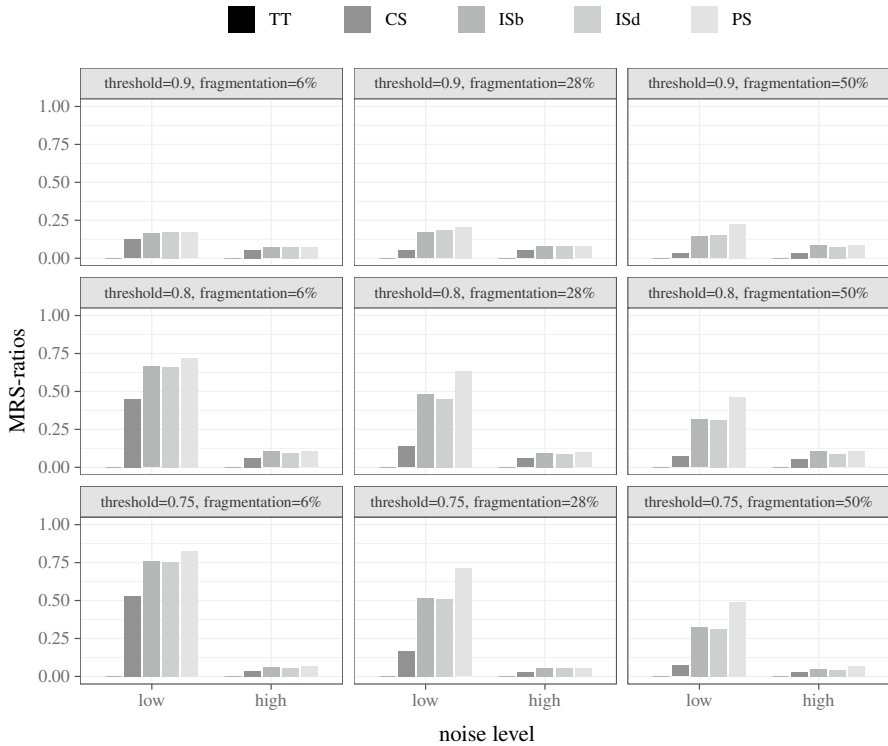 TT CS ISb ISd PS
threshold=0.9, fragmentation=6% threshold=0.9, fragmentation=28% threshold=0.9, fragmentation=50%
1.00
0.75
0.50
0.25
0.00
threshold=0.8, fragmentation=6% threshold=0.8, fragmentation=28% threshold=0.8, fragmentation=50%
1.00
0.75
0.50
0.25
0.00
MRS-ratios
threshold=0.75, fragmentation=6% threshold=0.75, fragmentation=28% threshold=0.75, fragmentation=50%
1.00
0.75
0.50
0.25
0.00
low high low high low high
noise level